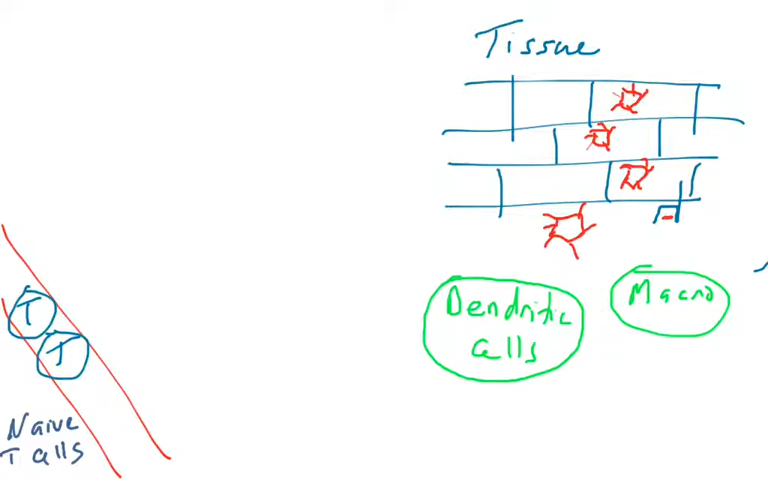 Tissue
Dendritic
cells
Macro
T
T
Naive
T cells